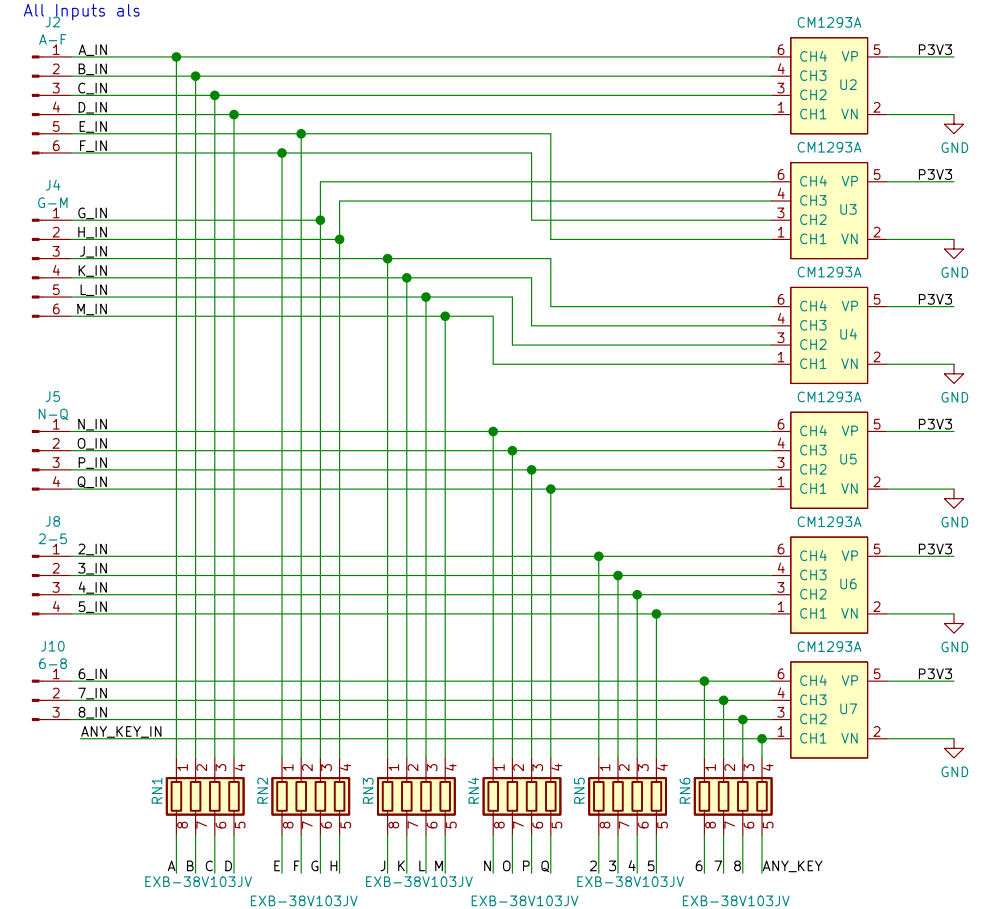 All Inputs als
J2
A-F
1 A_IN
2 B_IN
3 C_IN
4 D_IN
5 E_IN
6 F_IN
J4
G-M
1 G_IN
2 H_IN
3 J_IN
4 K_IN
5 L_IN
6 M_IN
J5
N-Q
1 N_IN
2 O_IN
3 P_IN
4 Q_IN
J8
2-5
1 2_IN
2 3_IN
3 4_IN
4 5_IN
J10
6-8
1 6_IN
2 7_IN
3 8_IN
ANY_KEY_IN
CM1293A
6 CH4 VP 5 P3V3
4 CH3
U2
3 CH2
1 CH1 VN 2
GND
CM1293A
6 CH4 VP 5 P3V3
4 CH3
U3
3 CH2
1 CH1 VN 2
GND
CM1293A
6 CH4 VP 5 P3V3
4 CH3
U4
3 CH2
1 CH1 VN 2
GND
CM1293A
6 CH4 VP 5 P3V3
4 CH3
U5
3 CH2
1 CH1 VN 2
GND
CM1293A
6 CH4 VP 5 P3V3
4 CH3
U6
3 CH2
1 CH1 VN 2
GND
CM1293A
6 CH4 VP 5 P3V3
4 CH3
U7
3 CH2
1 CH1 VN 2
GND
RN1
1 2 3 4
8 7 6 5
A B C D
EXB-38V103JV
RN2
1 2 3 4
8 7 6 5
E F G H
EXB-38V103JV
RN3
1 2 3 4
8 7 6 5
J K L M
EXB-38V103JV
RN4
1 2 3 4
8 7 6 5
N O P Q
EXB-38V103JV
RN5
1 2 3 4
8 7 6 5
2 3 4 5
EXB-38V103JV
RN6
1 2 3 4
8 7 6 5
6 7 8 ANY_KEY
EXB-38V103JV